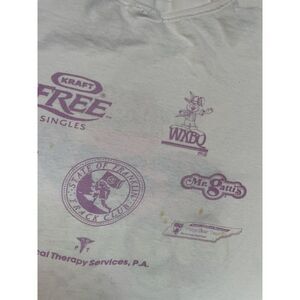 KRAFT
FREE
SINGLES
WXBQ
STATE OF FRANKLIN
TRACK CLUB
Mr. Gatti's
P T
al Therapy Services, P.A.